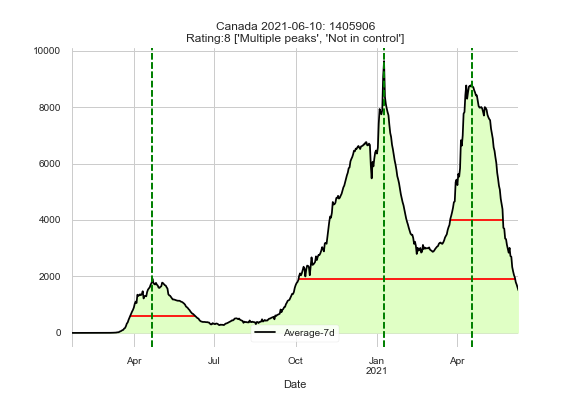 Canada 2021-06-10: 1405906
Rating:8 ['Multiple peaks', 'Not in control']
10000
8000
6000
4000
2000
0
Average-7d
Apr
Jul
Oct
Jan
2021
Apr
Date